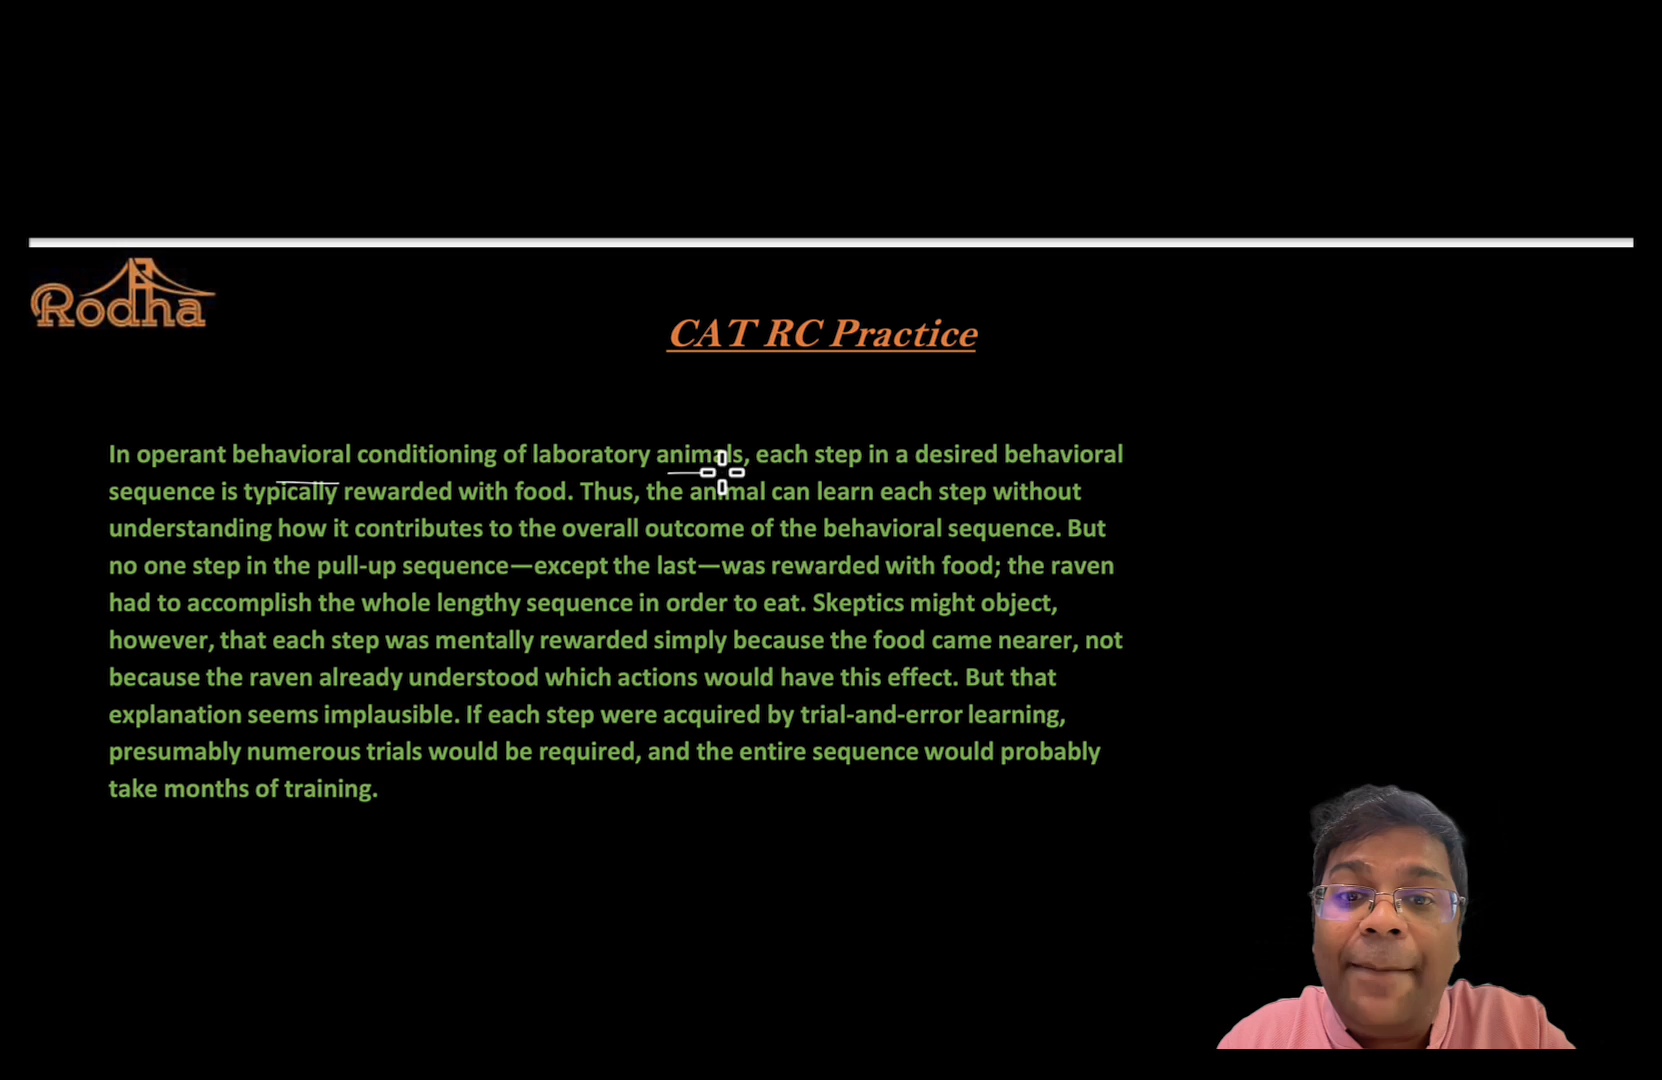 Rodha
CAT RC Practice
In operant behavioral conditioning of laboratory animals, each step in a desired behavioral
sequence is typically rewarded with food. Thus, the animal can learn each step without
understanding how it contributes to the overall outcome of the behavioral sequence. But
no one step in the pull-up sequence—except the last—was rewarded with food; the raven
had to accomplish the whole lengthy sequence in order to eat. Skeptics might object,
however, that each step was mentally rewarded simply because the food came nearer, not
because the raven already understood which actions would have this effect. But that
explanation seems implausible. If each step were acquired by trial-and-error learning,
presumably numerous trials would be required, and the entire sequence would probably
take months of training.